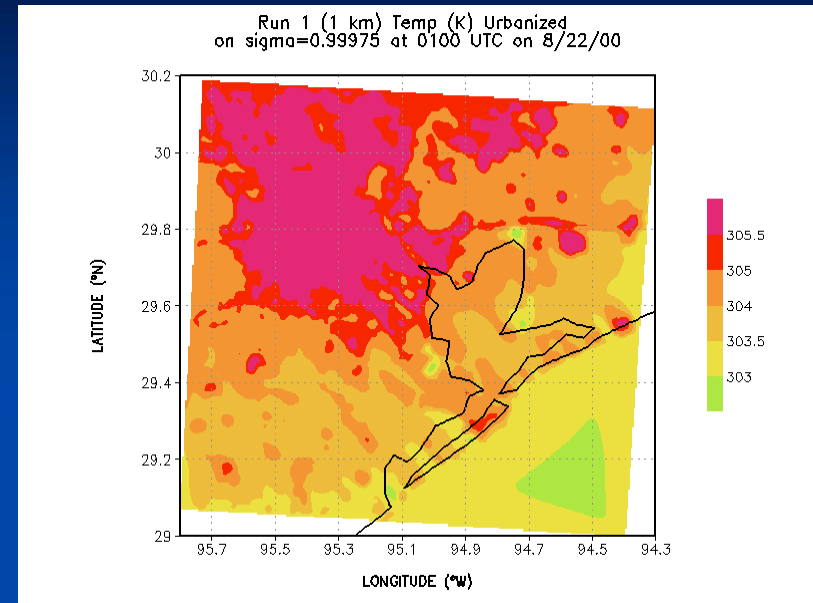 Run 1 (1 km) Temp (K) Urbanized
on sigma=0.99975 at 0100 UTC on 8/22/00
30.2
30
29.8
29.6
29.4
29.2
29
LATITUDE (°N)
95.7 95.5 95.3 95.1 94.9 94.7 94.5 94.3
LONGITUDE (°W)
305.5
305
304
303.5
303